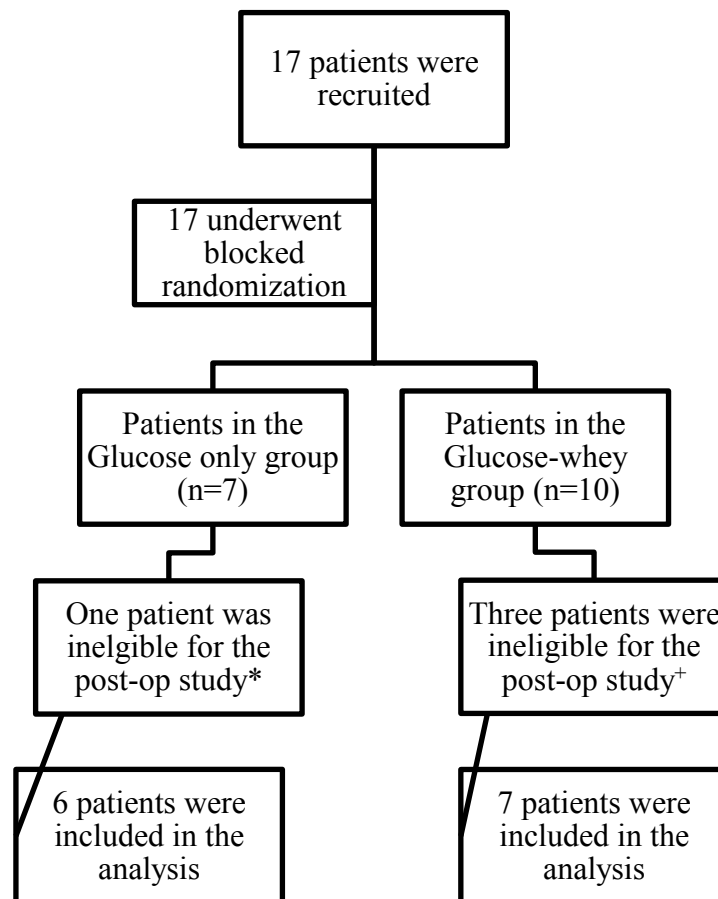 17 patients were
recruited
17 underwent
blocked
randomization
Patients in the
Glucose only group
(n=7)
Patients in the
Glucose-whey
group (n=10)
One patient was
inelgible for the
post-op study*
Three patients were
ineligible for the
post-op study⁺
6 patients were
included in the
analysis
7 patients were
included in the
analysis